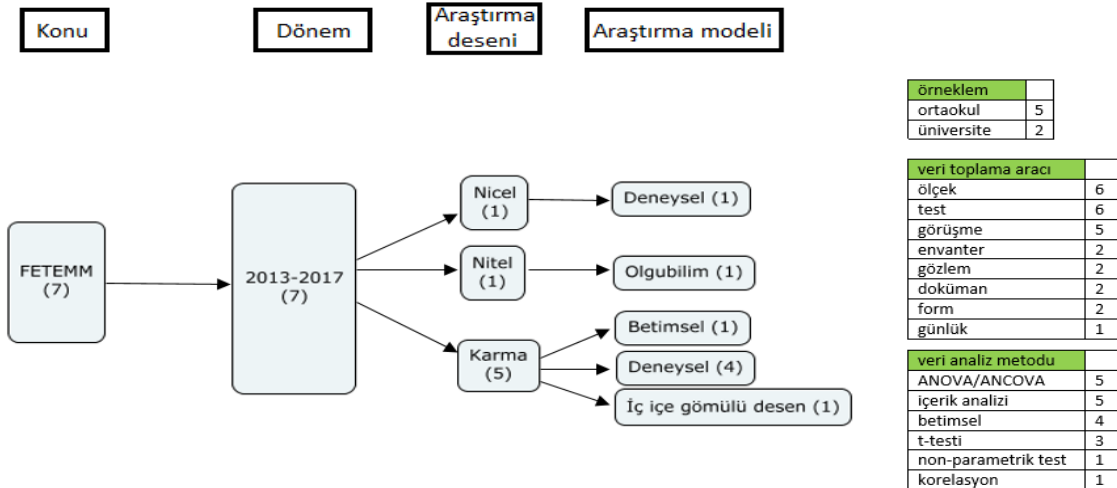 Konu
Dönem
Araştırma
deseni
Araştırma modeli
FETEMM
(7)
2013-2017
(7)
Nicel
(1)
Deneysel (1)
Nitel
(1)
Olgubilim (1)
Karma
(5)
Betimsel (1)
Deneysel (4)
İç içe gömülü desen (1)
örneklem
ortaokul 5
üniversite 2
veri toplama aracı
ölçek 6
test 6
görüşme 5
envanter 2
gözlem 2
doküman 2
form 2
günlük 1
veri analiz metodu
ANOVA/ANCOVA 5
içerik analizi 5
betimsel 4
t-testi 3
non-parametrik test 1
korelasyon 1